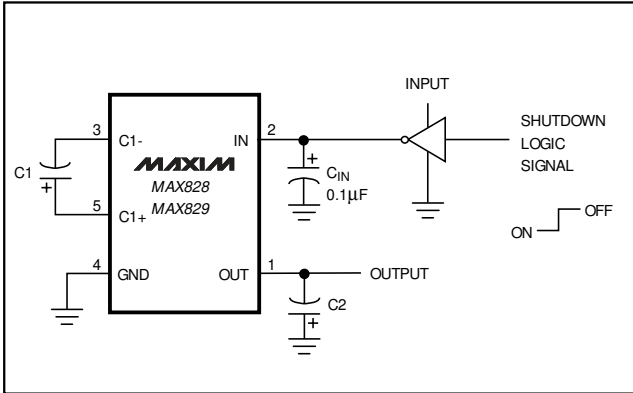 INPUT
SHUTDOWN
LOGIC
SIGNAL
3
C1-
IN
2
C1
+
MAXIM
MAX828
MAX829
+
CIN
0.1µF
5
C1+
ON
OFF
4
GND
OUT
1
OUTPUT
C2
+